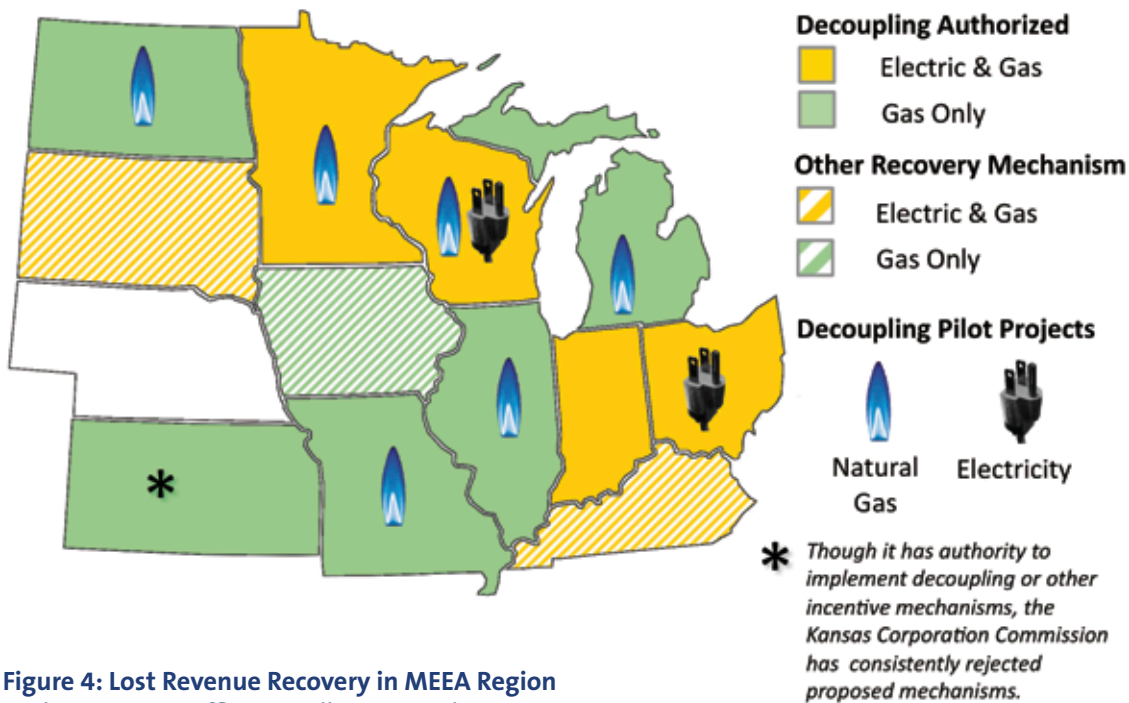 Decoupling Authorized
Electric & Gas
Gas Only
Other Recovery Mechanism
Electric & Gas
Gas Only
Decoupling Pilot Projects
Natural
Gas
Electricity
*
* Though it has authority to
implement decoupling or other
incentive mechanisms, the
Kansas Corporation Commission
has consistently rejected
proposed mechanisms.
Figure 4: Lost Revenue Recovery in MEEA Region